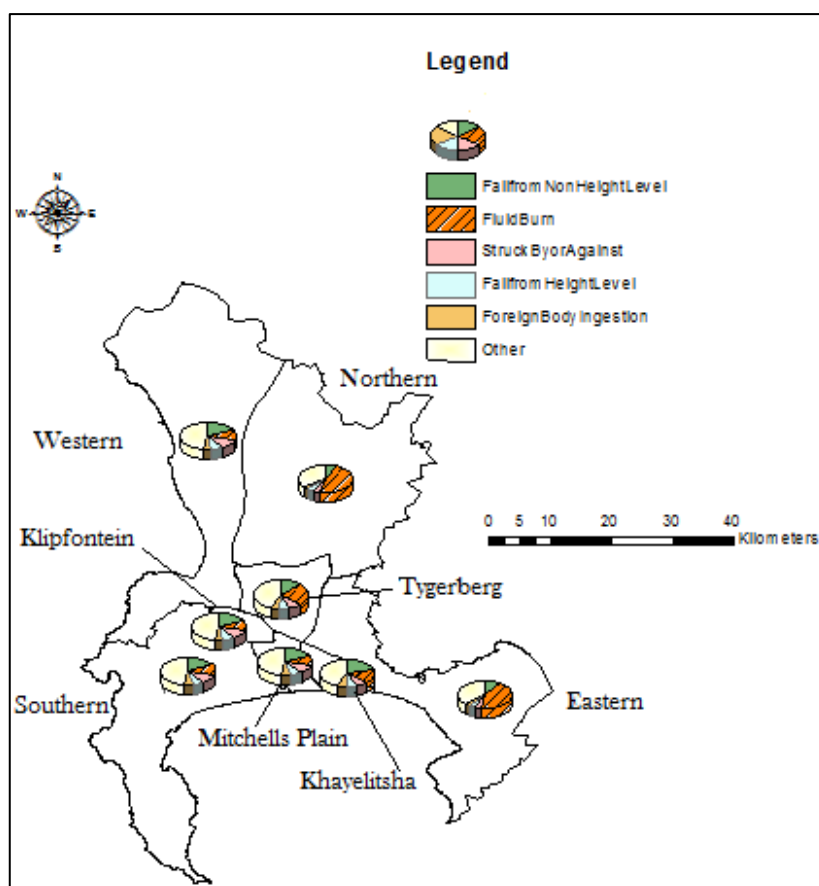 Legend
FallfromNonHeightLevel
FluidBurn
StruckByorAgainst
FallfromHeightLevel
ForeignBodyIngestion
Other
N
W E
S
Northern
Western
0 5 10 20 30 40
Kilometers
Klipfontein
Tygerberg
Southern
Eastern
Mitchells Plain
Khayelitsha